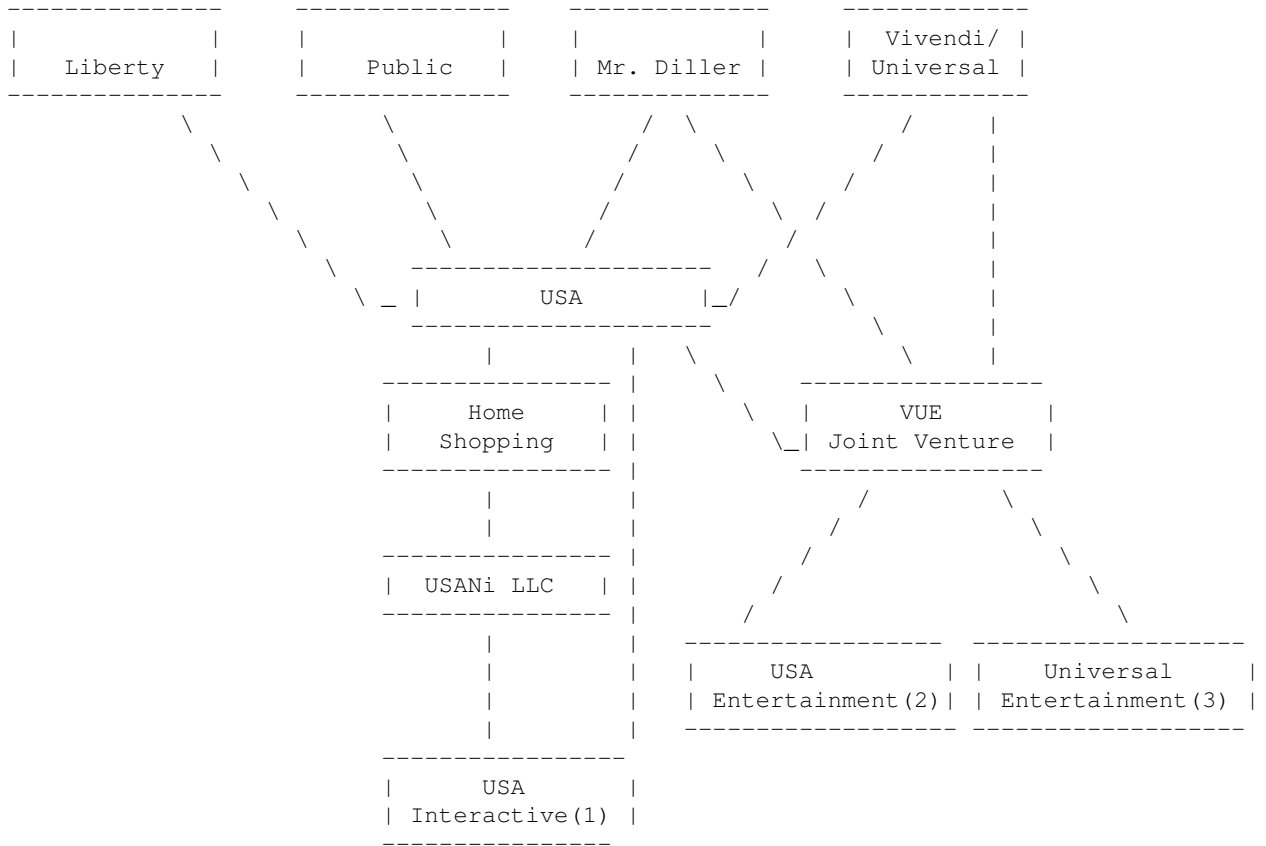 Vivendi/
Liberty Public Mr. Diller Universal
USA
Home VUE
Shopping Joint Venture
USANi LLC
USA Universal
Entertainment(2) Entertainment(3)
USA
Interactive(1)